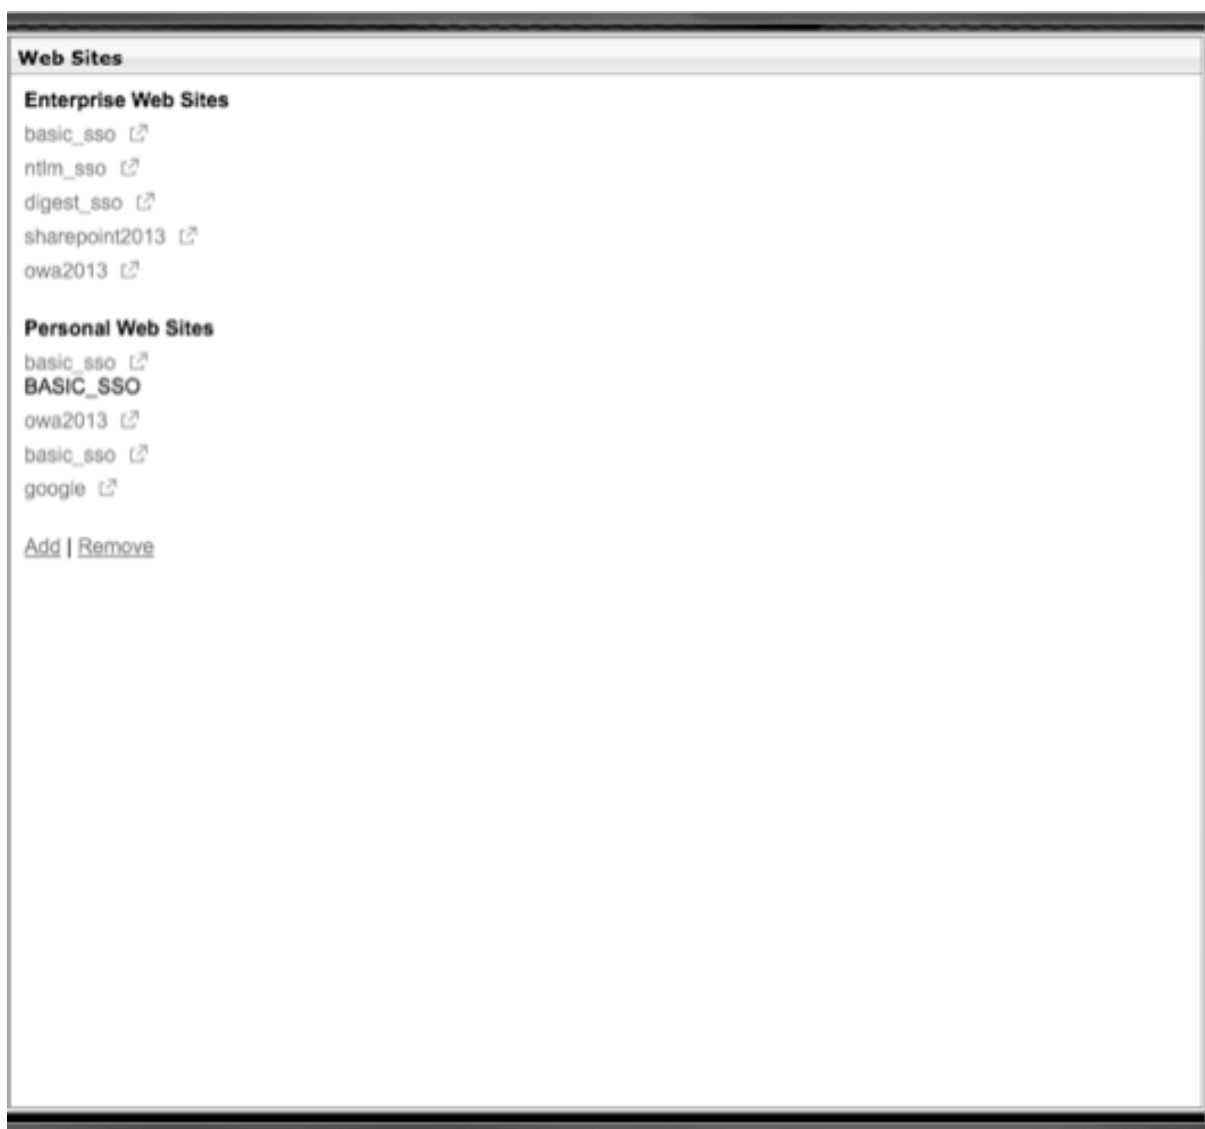 Web Sites
Enterprise Web Sites
basic_sso
ntlm_sso
digest_sso
sharepoint2013
owa2013
Personal Web Sites
basic_sso
BASIC_SSO
owa2013
basic_sso
google
Add | Remove